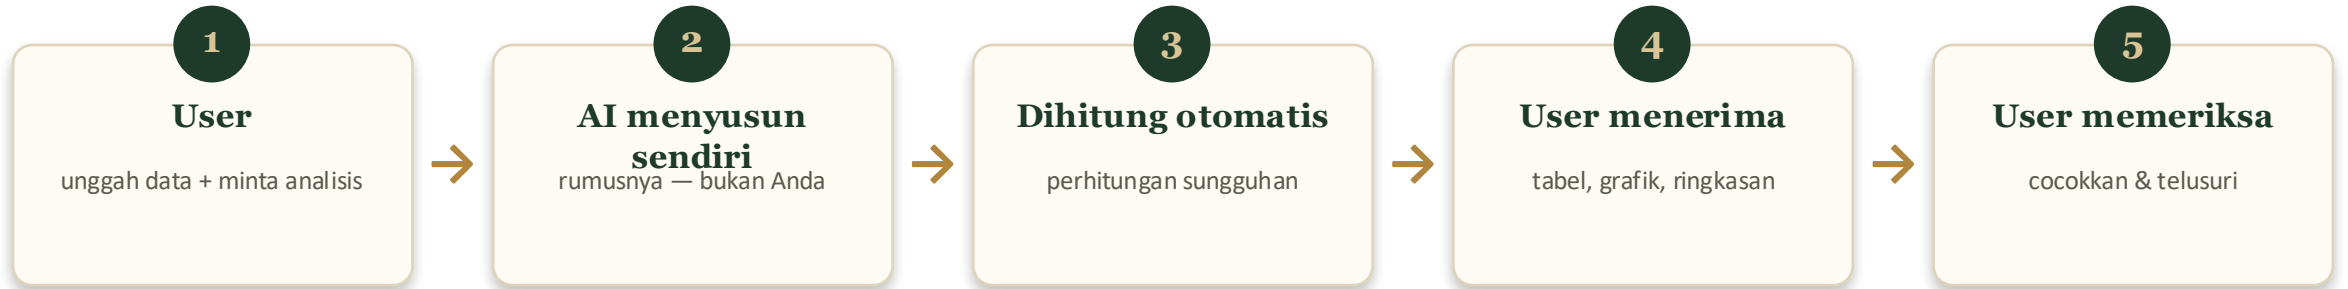 1
User
unggah data + minta analisis
2
AI menyusun
sendiri
rumusnya — bukan Anda
3
Dihitung otomatis
perhitungan sungguhan
4
User menerima
tabel, grafik, ringkasan
5
User memeriksa
cocokkan & telusuri